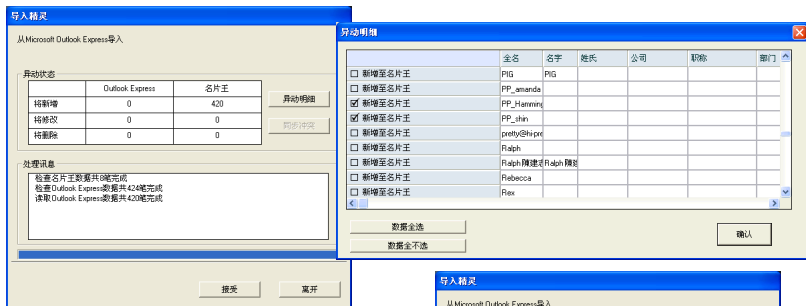 导入精灵
从Microsoft Outlook Express导入
异动状态
Outlook Express 名片王
将新增 0 420
将修改 0 0
将删除 0 0
异动明细
同步冲突
处理讯息
检查名片王数据共8笔完成
检查Outlook Express数据共424笔完成
读取Outlook Express数据共420笔完成
接受 离开
异动明细
全名 名字 姓氏 公司 职称 部门
新增至名片王 PIG PIG
新增至名片王 PP_amanda
新增至名片王 PP_Hamming
新增至名片王 PP_shin
新增至名片王 pretty@hi-pre
新增至名片王 Ralph
新增至名片王 Ralph 陳建志 Ralph 陳建
新增至名片王 Rebecca
新增至名片王 Rex
数据全选
数据全不选
确认
导入精灵
从Microsoft Outlook Express导入